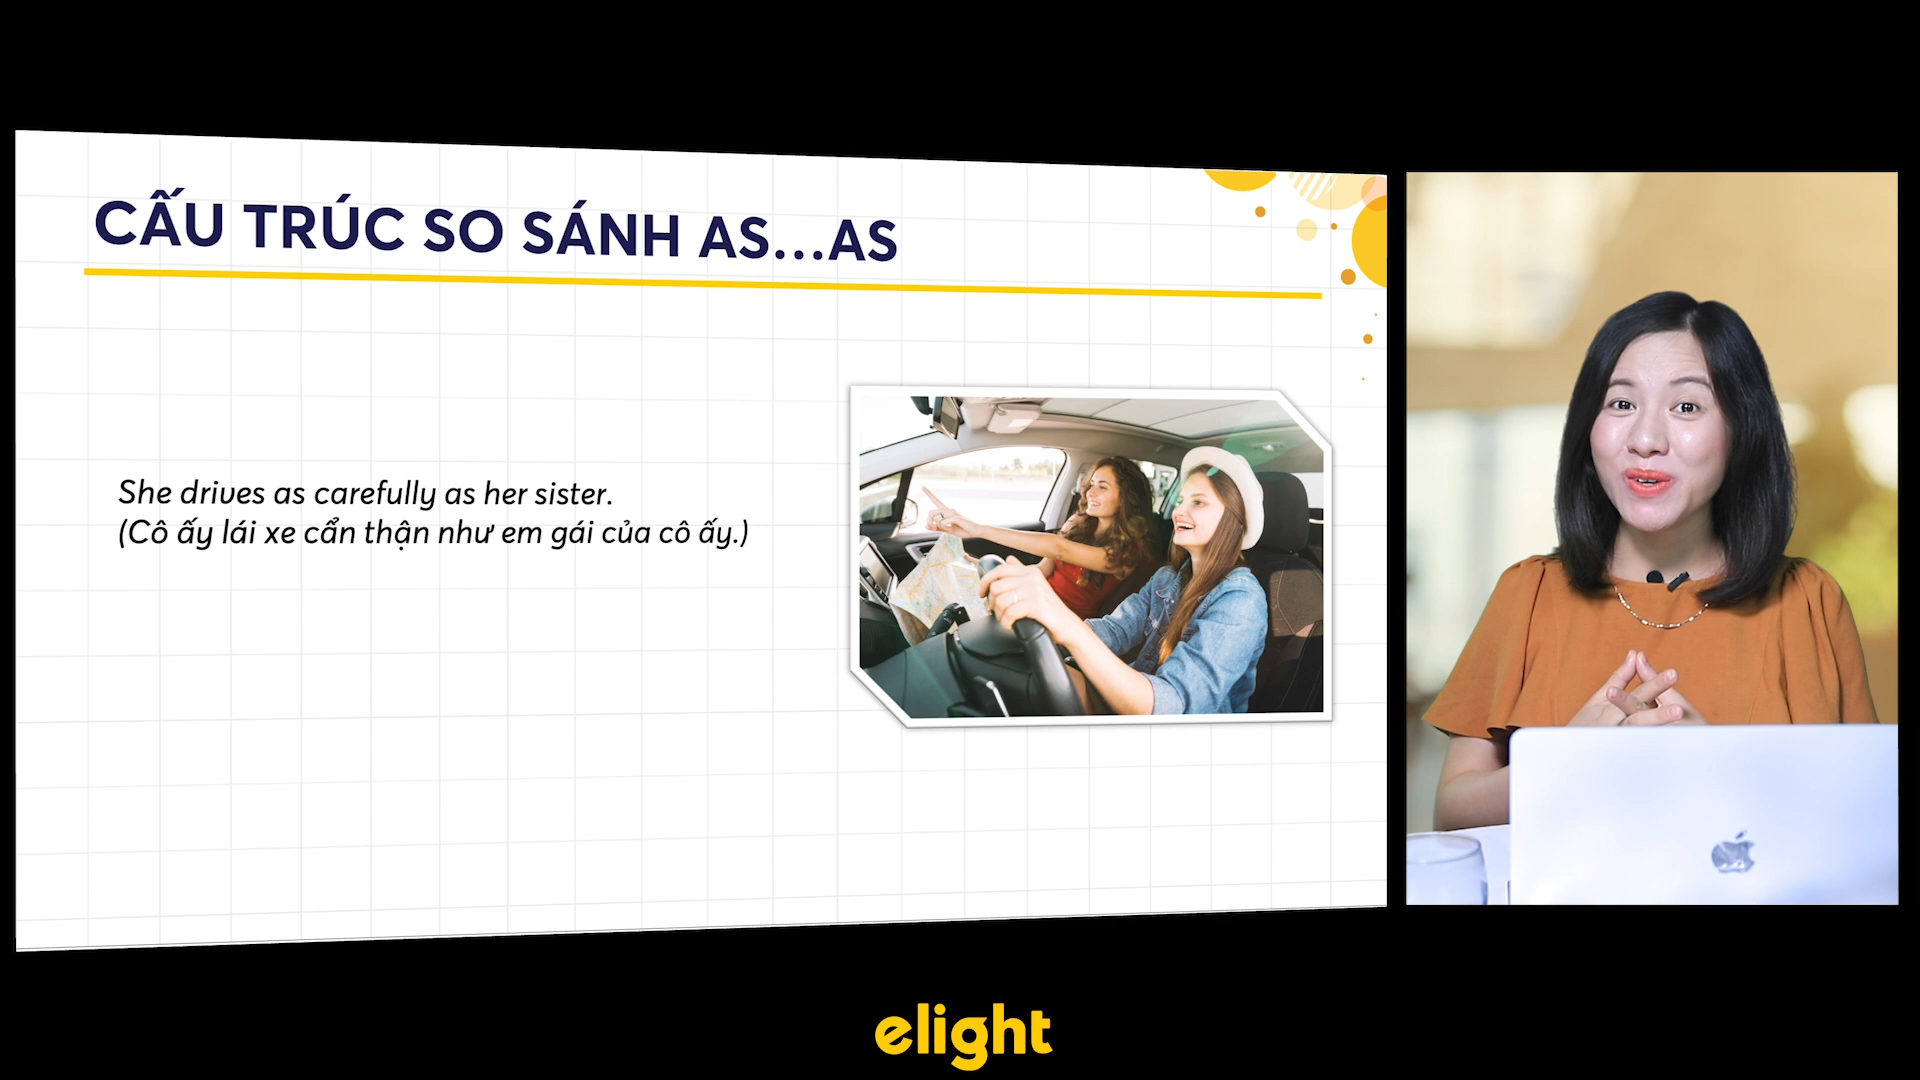 CẤU TRÚC SO SÁNH AS...AS
She drives as carefully as her sister.
(Cô ấy lái xe cẩn thận như em gái của cô ấy.)
elight